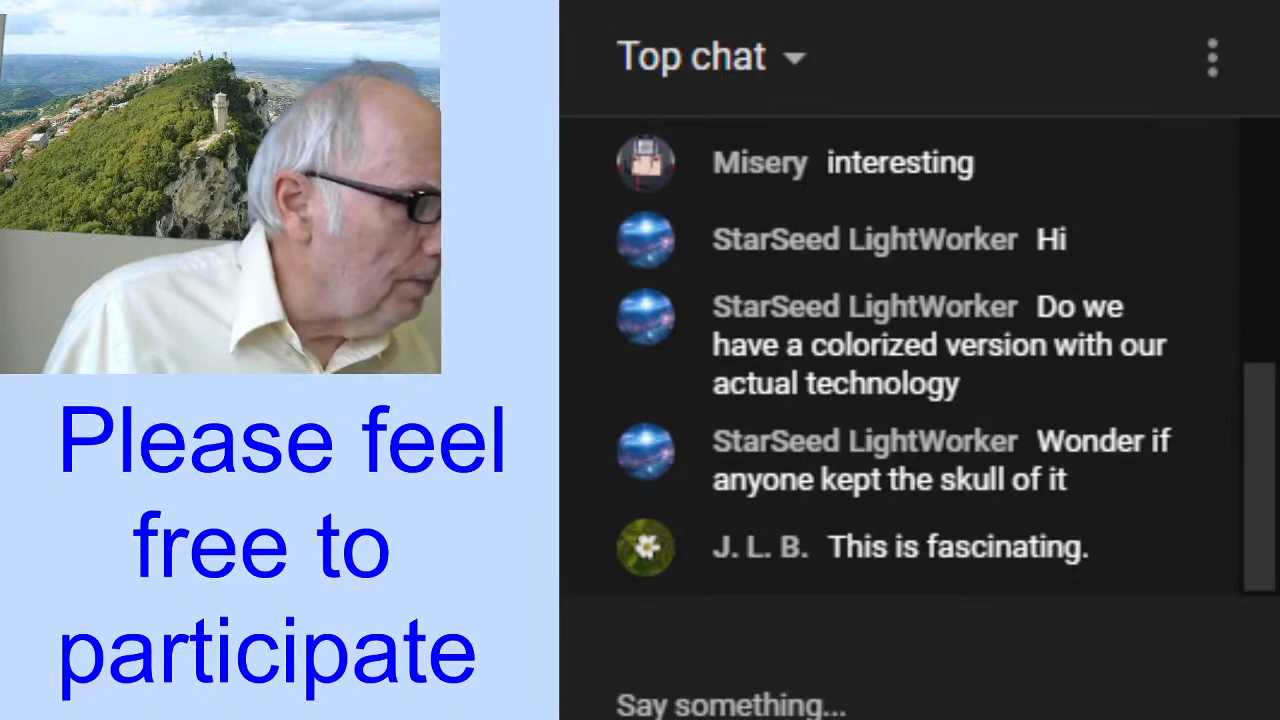 Please feel
free to
participate
Top chat
Misery interesting
StarSeed LightWorker Hi
StarSeed LightWorker Do we
have a colorized version with our
actual technology
StarSeed LightWorker Wonder if
anyone kept the skull of it
J. L. B. This is fascinating.
Say something...